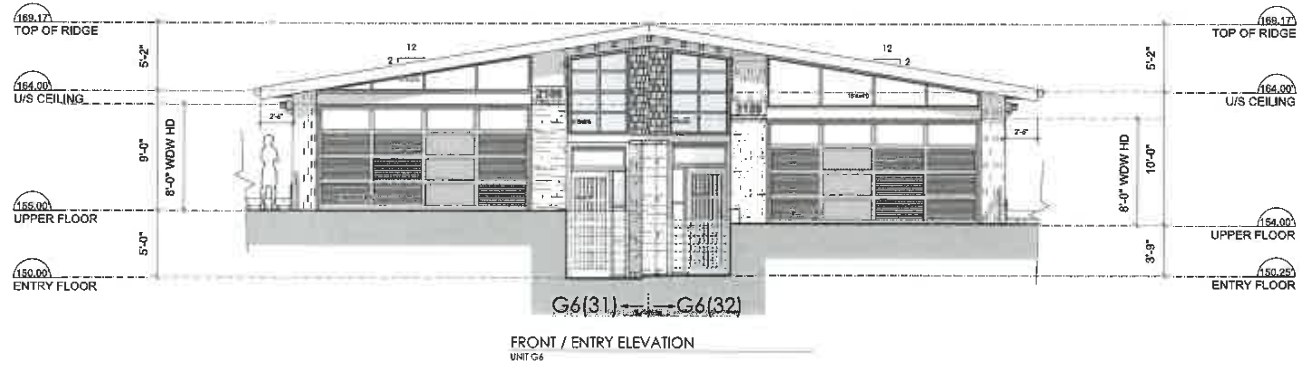 169.17'
TOP OF RIDGE
5'-2"
164.00'
U/S CEILING
2'-6"
9'-0"
8'-0" WDW HD
155.00'
UPPER FLOOR
5'-0"
150.00'
ENTRY FLOOR
12
2
12
2
169.17'
TOP OF RIDGE
5'-2"
164.00'
U/S CEILING
2'-6"
8'-0" WDW HD
10'-0"
154.00'
UPPER FLOOR
3'-9"
150.25'
ENTRY FLOOR
G6(31) G6(32)
FRONT / ENTRY ELEVATION
UNIT G6